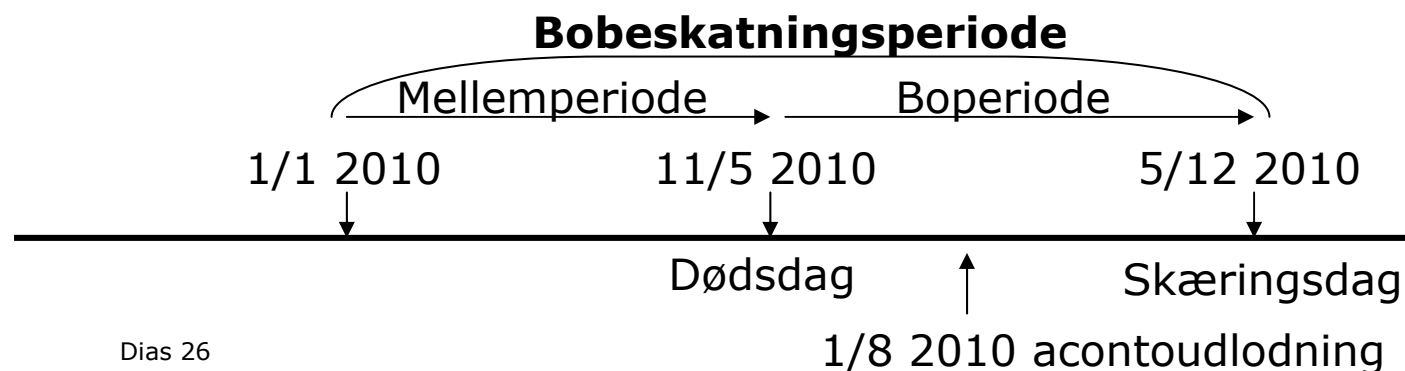 Bobeskatningsperiode
Mellemperiode Boperiode
1/1 2010 11/5 2010 5/12 2010
Dødsdag Skæringsdag
1/8 2010 acontoudlodning
Dias 26